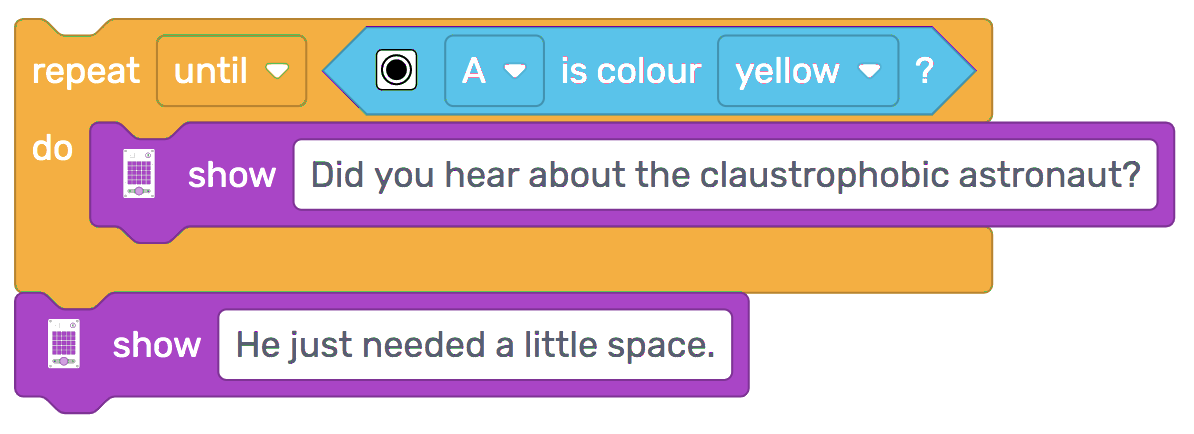 repeat until A is colour yellow ?
do show Did you hear about the claustrophobic astronaut?
show He just needed a little space.